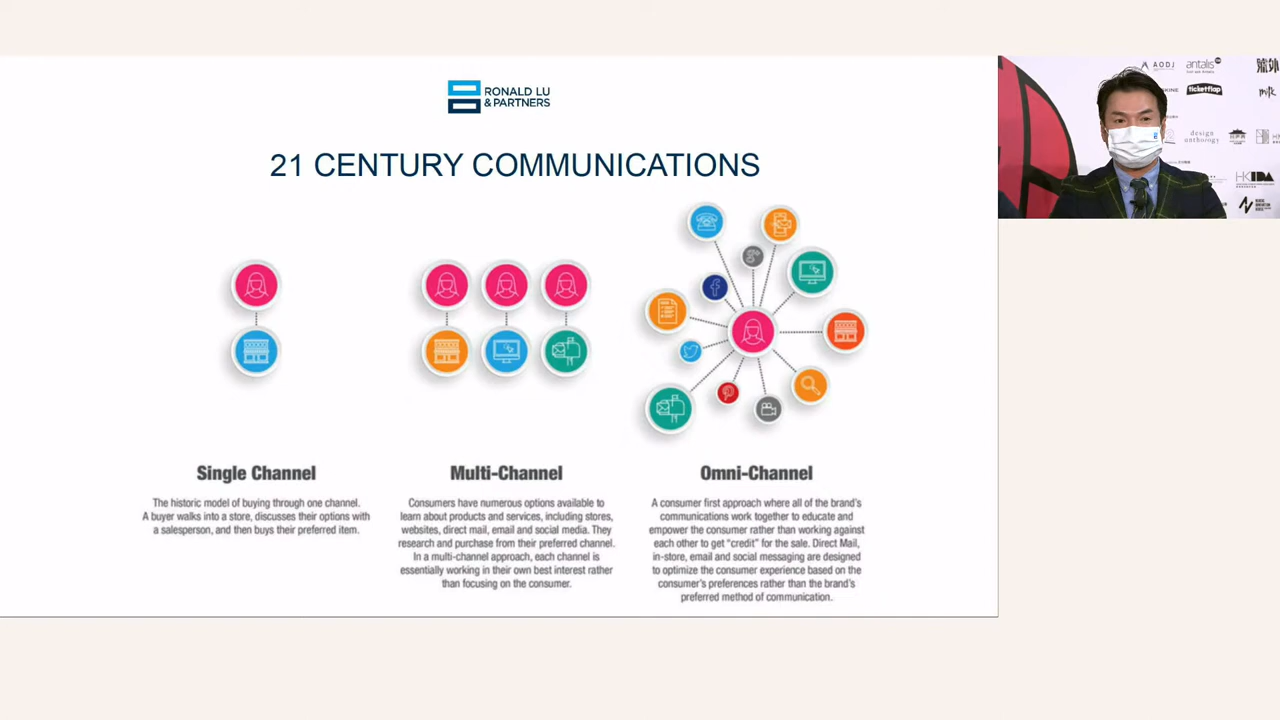 RONALD LU
& PARTNERS
21 CENTURY COMMUNICATIONS
Single Channel
The historic model of buying through one channel.
A buyer walks into a store, discusses their options with
a salesperson, and then buys their preferred item.
Multi-Channel
Consumers have numerous options available to
learn about products and services, including stores,
websites, direct mail, email and social media. They
research and purchase from their preferred channel.
In a multi-channel approach, each channel is
essentially working in their own best interest rather
than focusing on the consumer.
Omni-Channel
A consumer first approach where all of the brand's
communications work together to educate and
empower the consumer rather than working against
each other to get “credit” for the sale. Direct Mail,
in-store, email and social messaging are designed
to optimize the consumer experience based on the
consumer's preferences rather than the brand's
preferred method of communication.
AODJ
antalis
ticketflap
milk
design
anthology
HKIDA